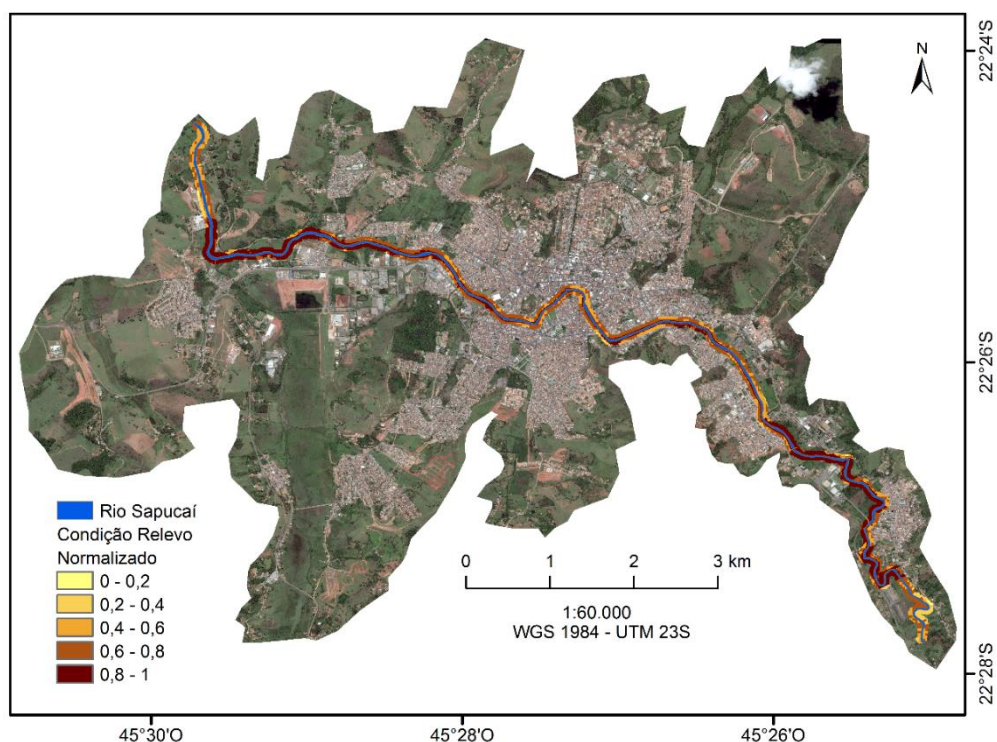 22°24'S
N
22°26'S
Rio Sapucaí
Condição Relevo
Normalizado
0 - 0,2
0,2 - 0,4
0,4 - 0,6
0,6 - 0,8
0,8 - 1
0 1 2 3 km
1:60.000
WGS 1984 - UTM 23S
22°28'S
45°30'O 45°28'O 45°26'O